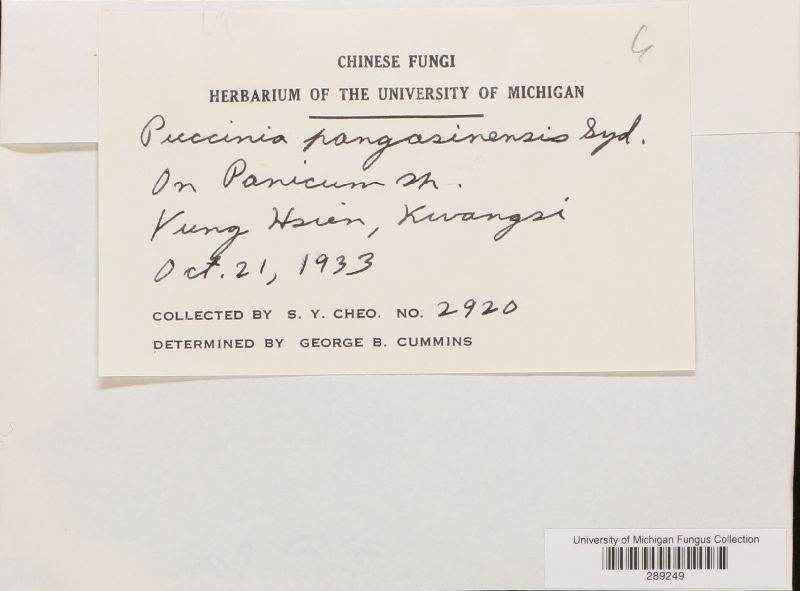 CHINESE FUNGI
HERBARIUM OF THE UNIVERSITY OF MICHIGAN
Puccinia pangasinensis Syd.
On Panicum sp.
Yung Hsien, Kwangsi
Oct. 21, 1933
COLLECTED BY S. Y. CHEO. NO. 2920
DETERMINED BY GEORGE B. CUMMINS
University of Michigan Fungus Collection
289249